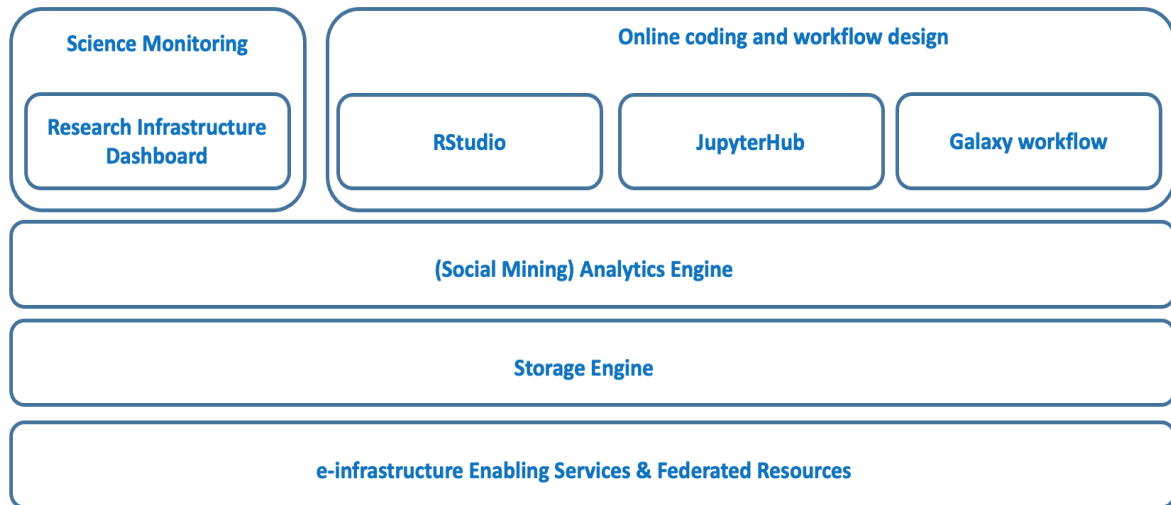 Science Monitoring
Online coding and workflow design
Research Infrastructure
Dashboard
RStudio
JupyterHub
Galaxy workflow
(Social Mining) Analytics Engine
Storage Engine
e-infrastructure Enabling Services & Federated Resources